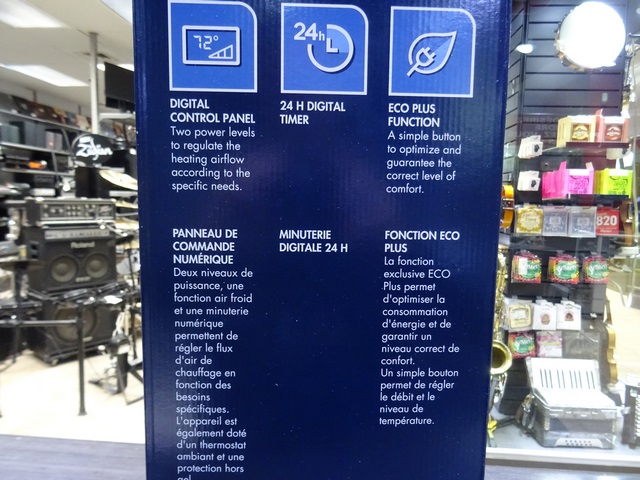 72°
24h
DIGITAL
CONTROL PANEL
Two power levels
to regulate the
heating airflow
according to the
specific needs.
24 H DIGITAL
TIMER
ECO PLUS
FUNCTION
A simple button
to optimize and
guarantee the
correct level of
comfort.
PANNEAU DE
COMMANDE
NUMÉRIQUE
Deux niveaux de
puissance, une
fonction air froid
et une minuterie
numérique
permettent de
régler le flux
d'air de
chauffage en
fonction des
besoins
spécifiques.
L'appareil est
également doté
d'un thermostat
ambiant et une
protection hors
gel
MINUTERIE
DIGITALE 24 H
FONCTION ECO
PLUS
La fonction
exclusive ECO
Plus permet
d'optimiser la
consommation
d'énergie et de
garantir un
niveau correct de
confort.
Un simple bouton
permet de régler
le débit et le
niveau de
température.
Zildjian
Roland
820